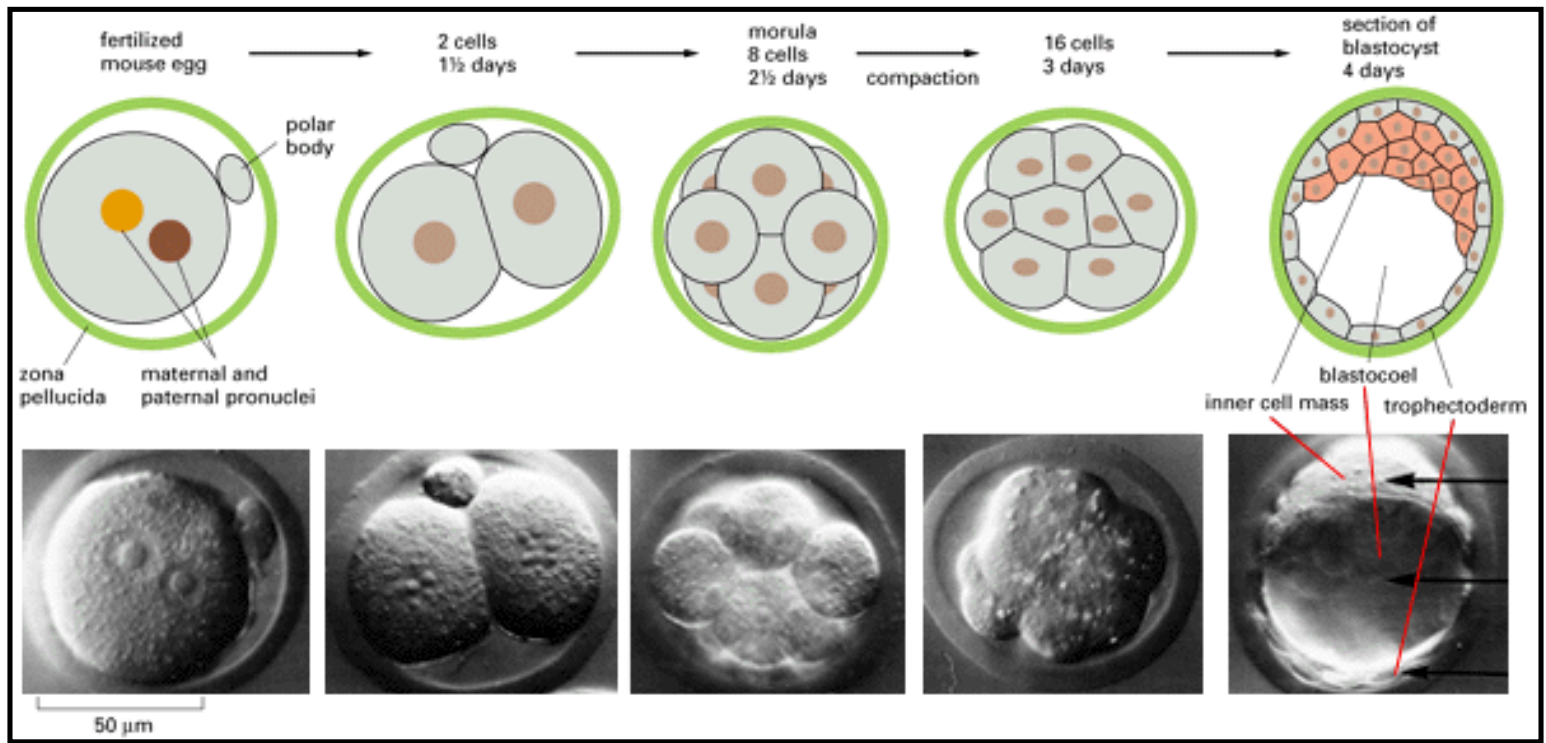 fertilized
mouse egg
2 cells
1½ days
morula
8 cells
2½ days
compaction
16 cells
3 days
section of
blastocyst
4 days
polar
body
zona
pellucida
maternal and
paternal pronuclei
blastocoel
inner cell mass
trophectoderm
50 μm